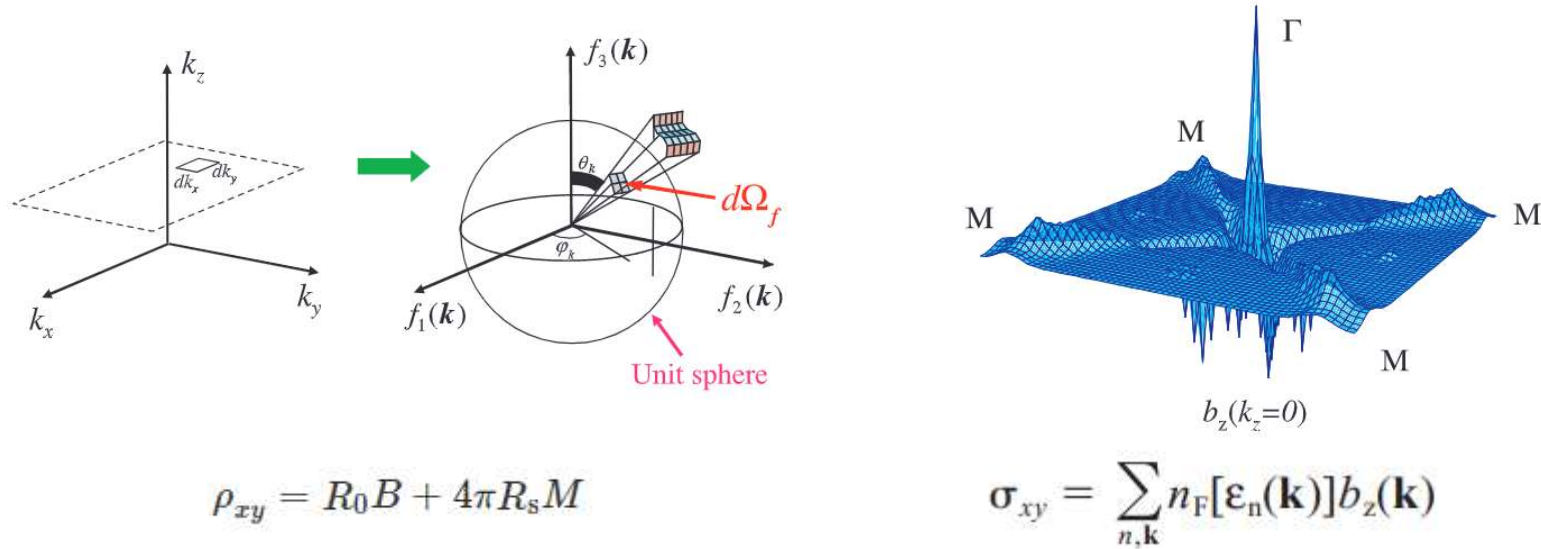 k_z
dk_x dk_y
k_y
k_x
f_3(k)
θ_k
dΩ_f
φ_k
f_1(k)
f_2(k)
Unit sphere
Γ
M
M
M
M
b_z(k_z=0)
ρ_xy = R_0B + 4πR_sM
σ_xy = ∑_{n,k} n_F[ε_n(k)]b_z(k)